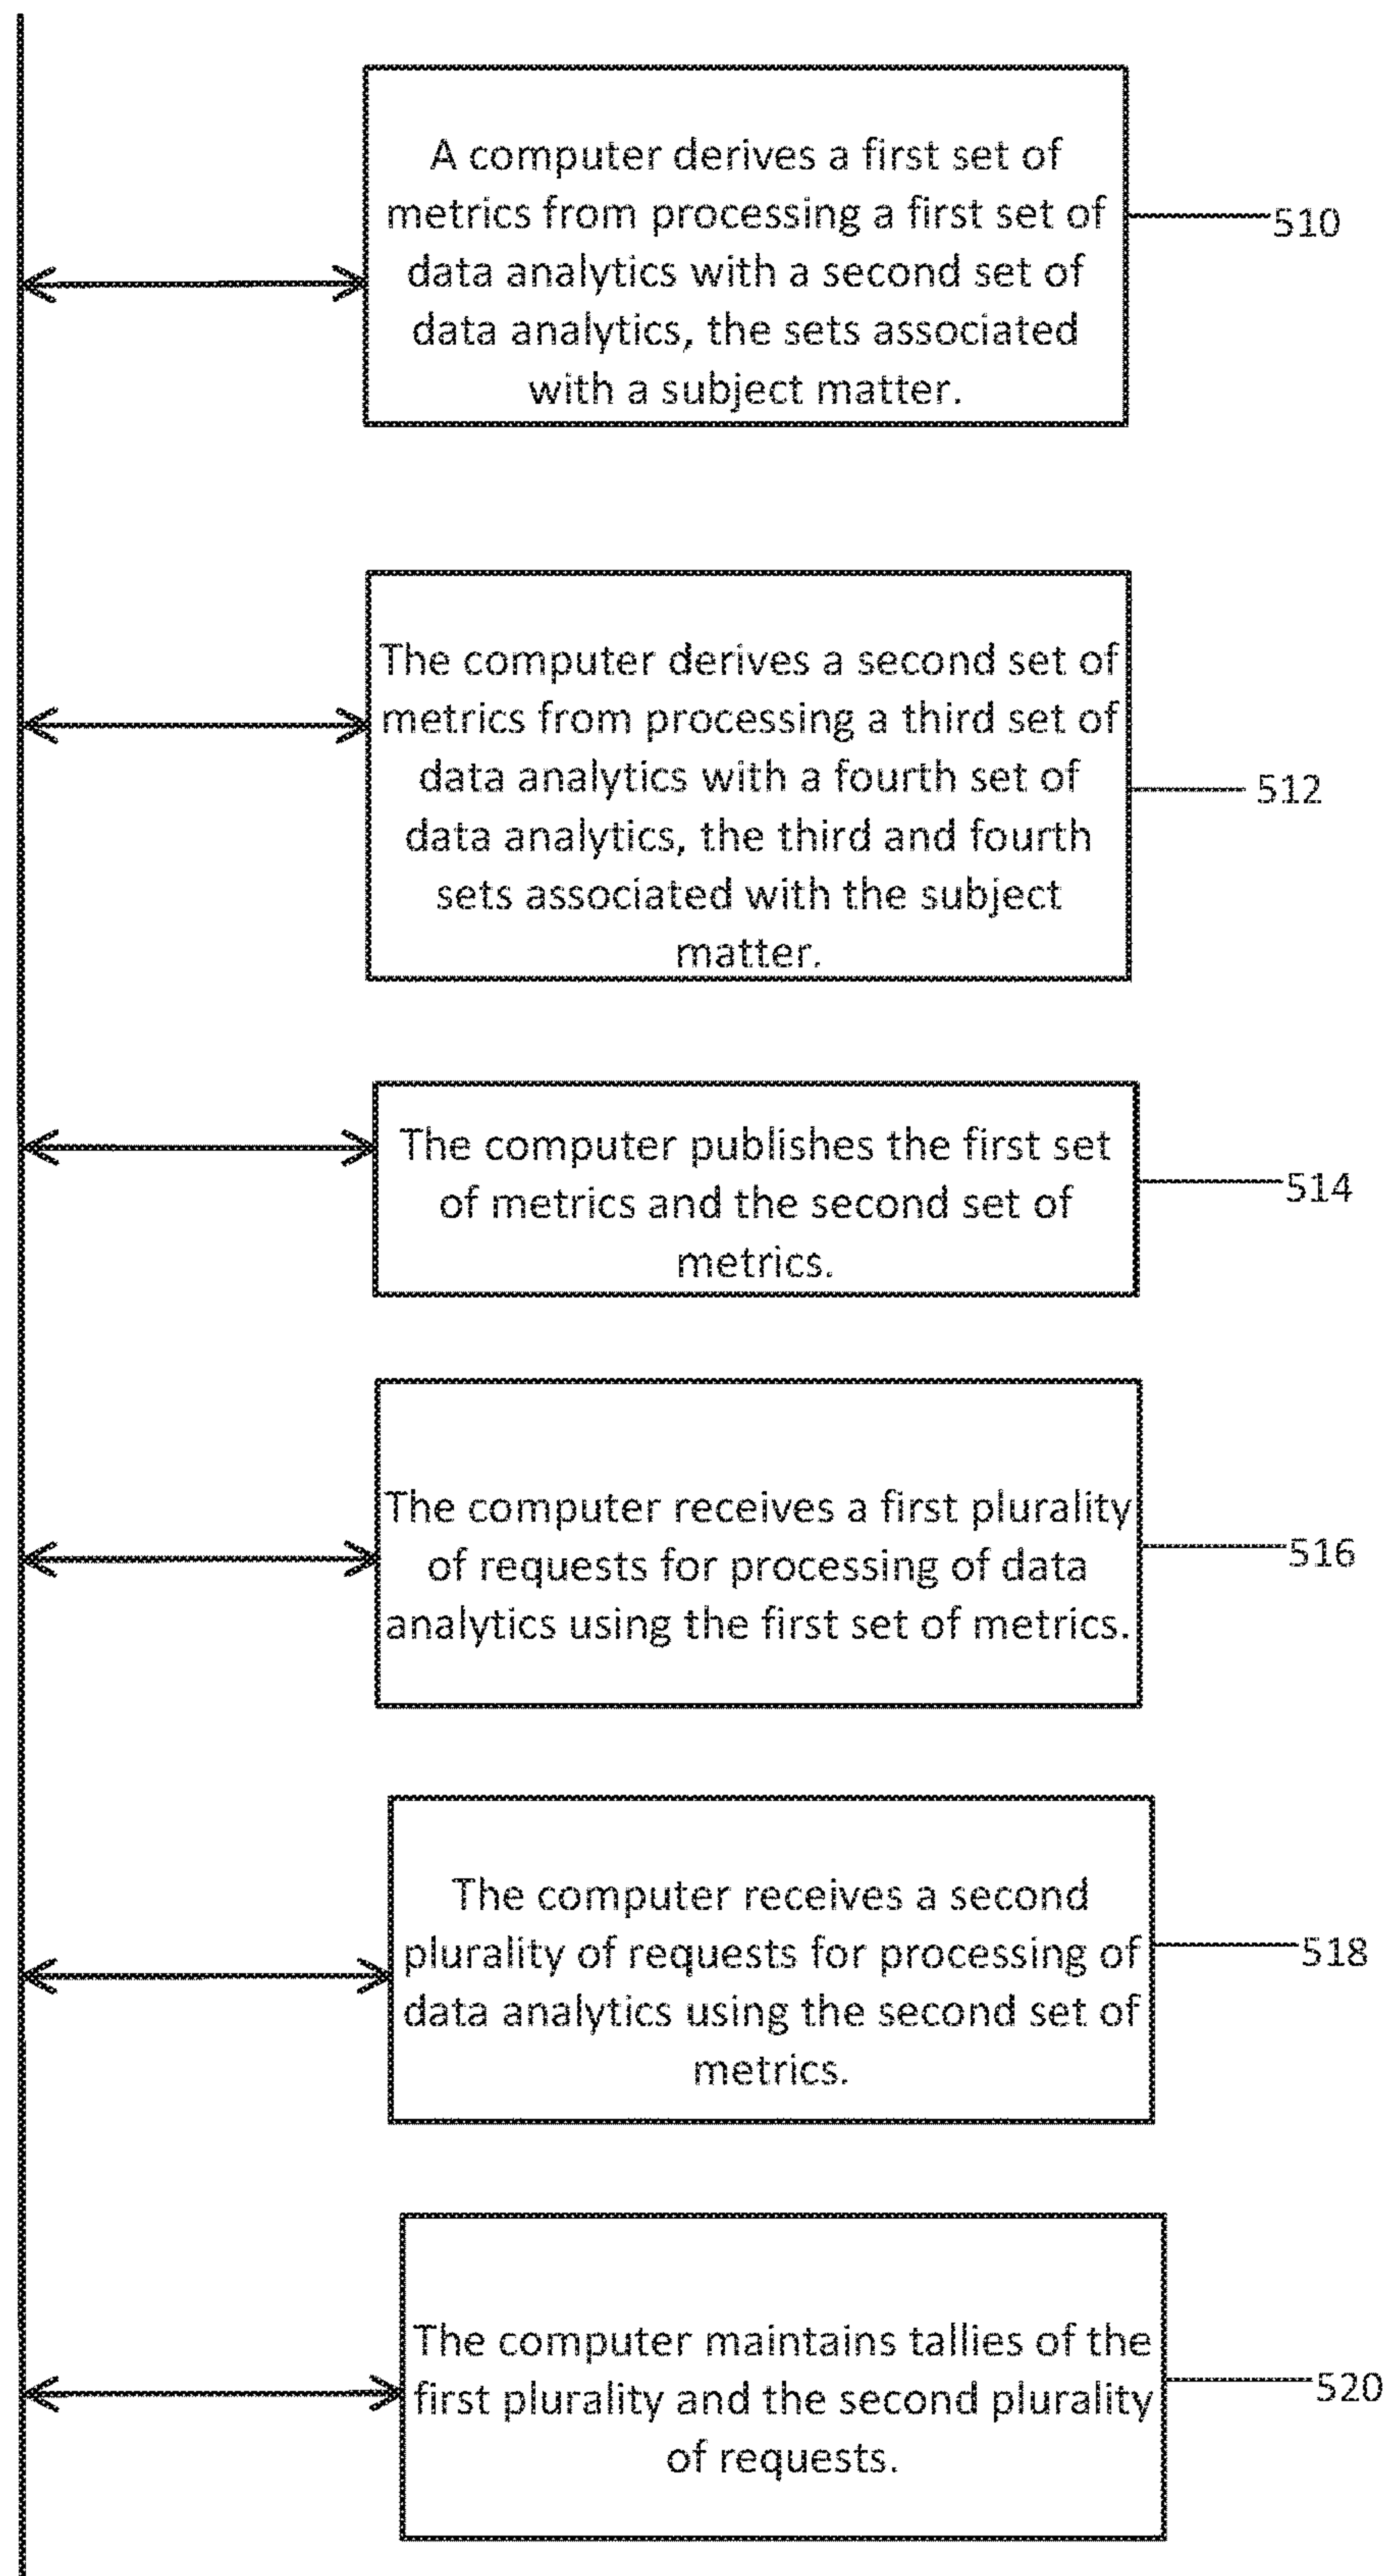 A computer derives a first set of
metrics from processing a first set of
data analytics with a second set of
data analytics, the sets associated
with a subject matter.
510
The computer derives a second set of
metrics from processing a third set of
data analytics with a fourth set of
data analytics, the third and fourth
sets associated with the subject
matter.
512
The computer publishes the first set
of metrics and the second set of
metrics.
514
The computer receives a first plurality
of requests for processing of data
analytics using the first set of metrics.
516
The computer receives a second
plurality of requests for processing of
data analytics using the second set of
metrics.
518
The computer maintains tallies of the
first plurality and the second plurality
of requests.
520